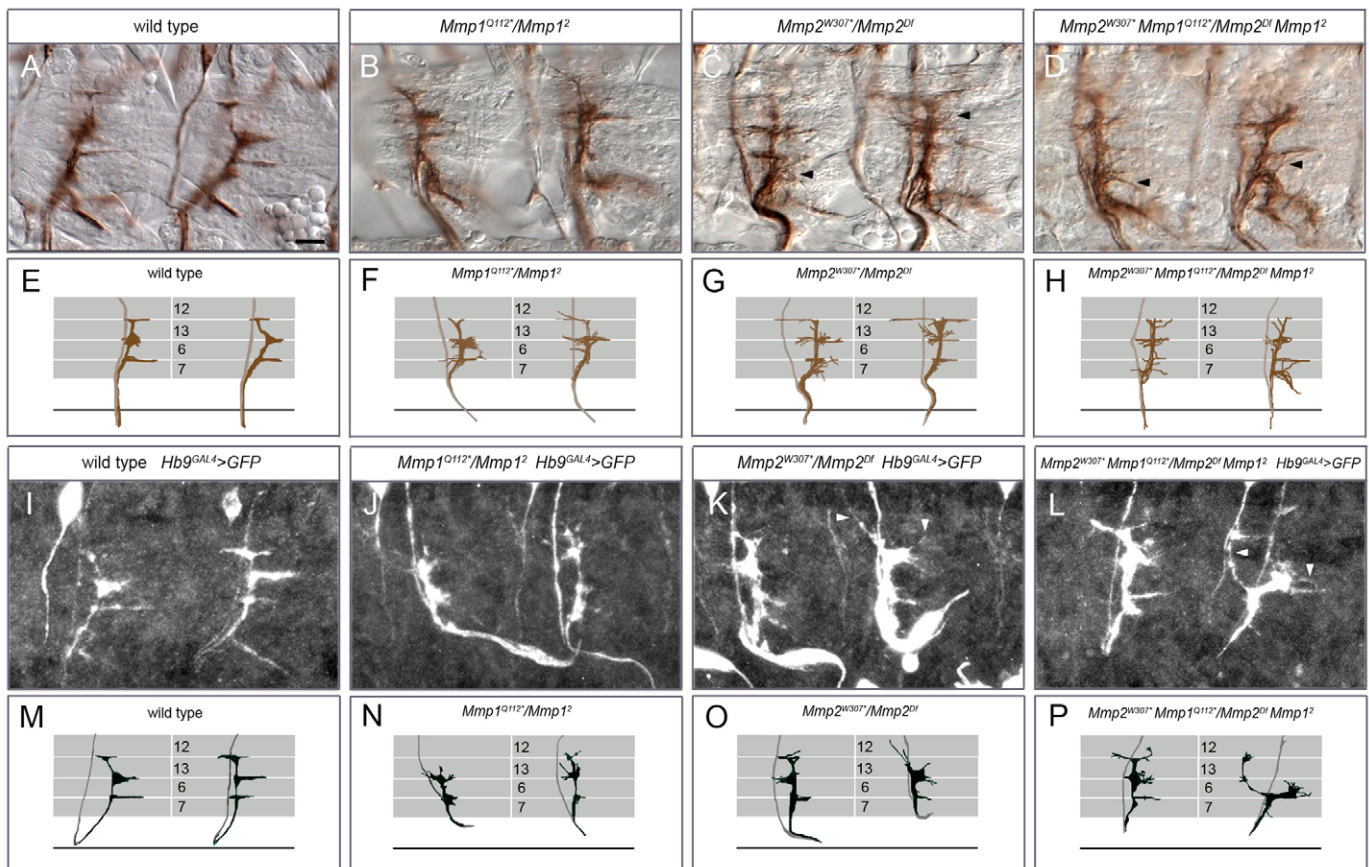 wild type
Mmp1Q112*/Mmp12
Mmp2W307*/Mmp2Df
Mmp2W307* Mmp1Q112*/Mmp2Df Mmp12
A
B
C
D
E
wild type
12
13
6
7
F
Mmp1Q112*/Mmp12
12
13
6
7
G
Mmp2W307*/Mmp2Df
12
13
6
7
H
Mmp2W307* Mmp1Q112*/Mmp2Df Mmp12
12
13
6
7
wild type Hb9GAL4>GFP
Mmp1Q112*/Mmp12 Hb9GAL4>GFP
Mmp2W307*/Mmp2Df Hb9GAL4>GFP
Mmp2W307* Mmp1Q112*/Mmp2Df Mmp12 Hb9GAL4>GFP
I
J
K
L
M
wild type
12
13
6
7
N
Mmp1Q112*/Mmp12
12
13
6
7
O
Mmp2W307*/Mmp2Df
12
13
6
7
P
Mmp2W307* Mmp1Q112*/Mmp2Df Mmp12
12
13
6
7